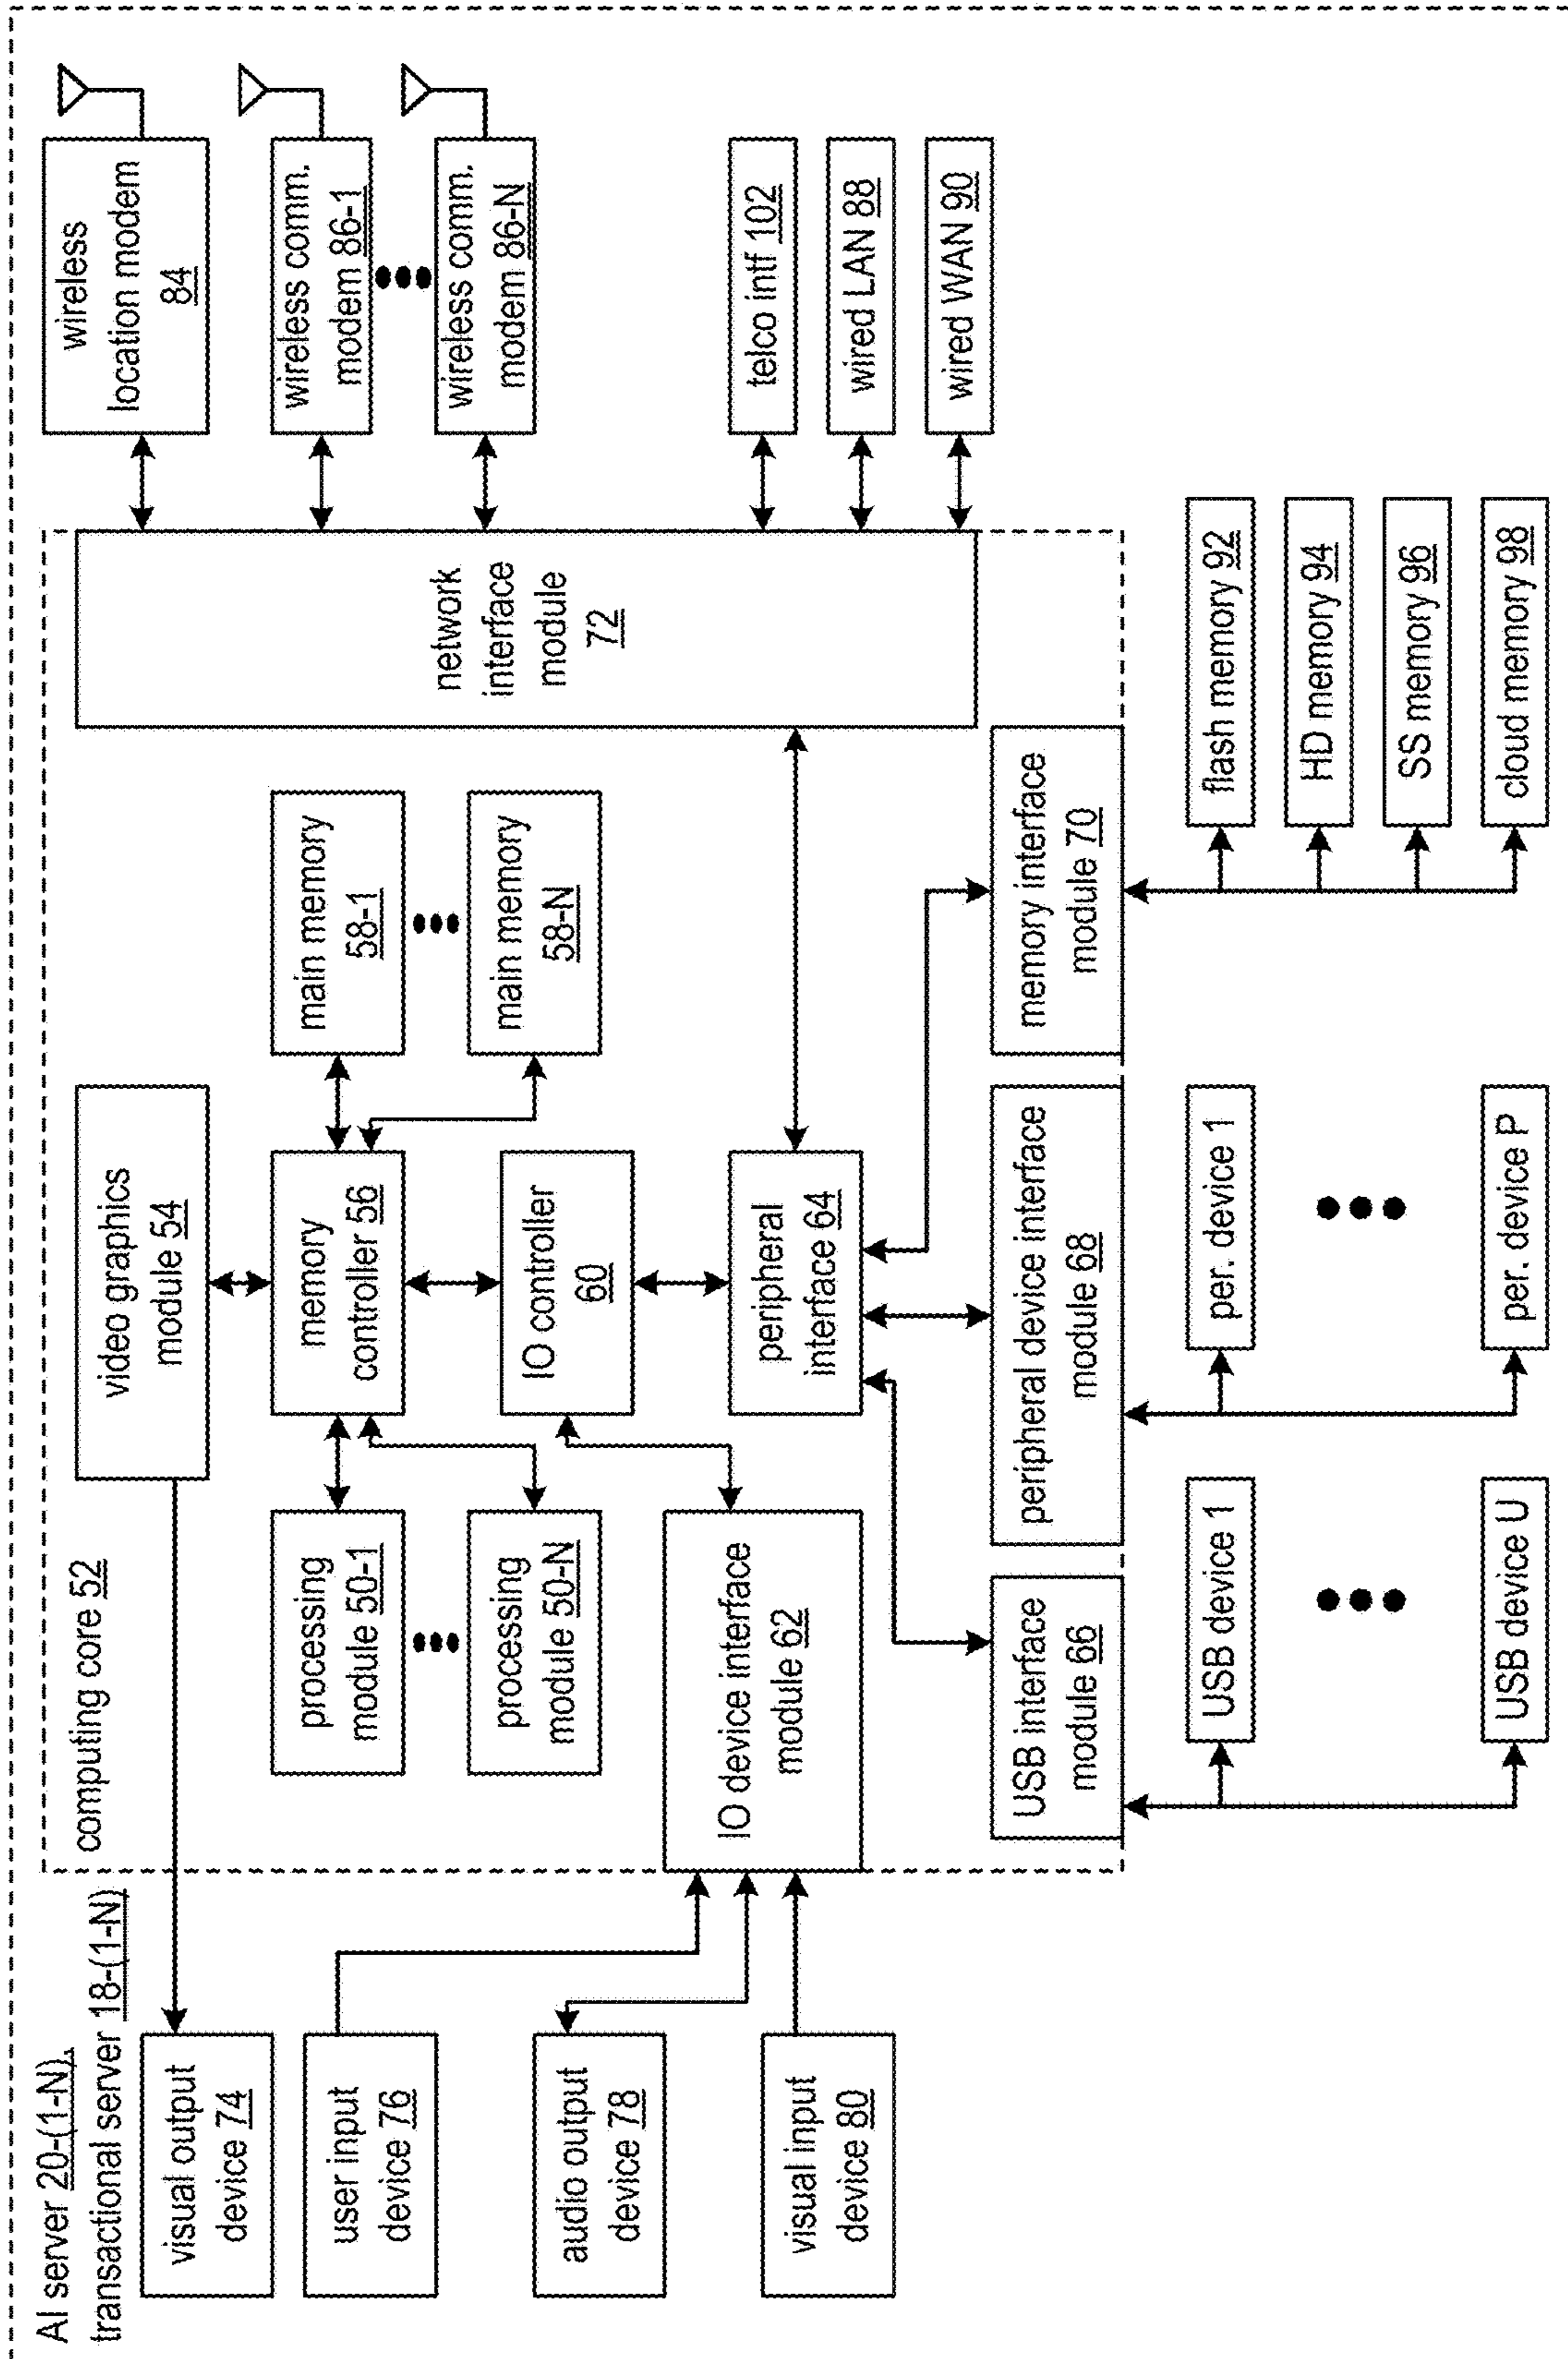 AI server 20-(1-N),
transactional server 18-(1-N)
computing core 52
visual output
device 74
user input
device 76
audio output
device 78
visual input
device 80
video graphics
module 54
processing
module 50-1
processing
module 50-N
memory
controller 56
main memory
58-1
main memory
58-N
IO controller
60
IO device interface
module 62
peripheral
interface 64
USB interface
module 66
peripheral device interface
module 68
memory interface
module 70
network
interface
module
72
wireless
location modem
84
wireless comm.
modem 86-1
wireless comm.
modem 86-N
telco intf 102
wired LAN 88
wired WAN 90
USB device 1
USB device U
per. device 1
per. device P
flash memory 92
HD memory 94
SS memory 96
cloud memory 98